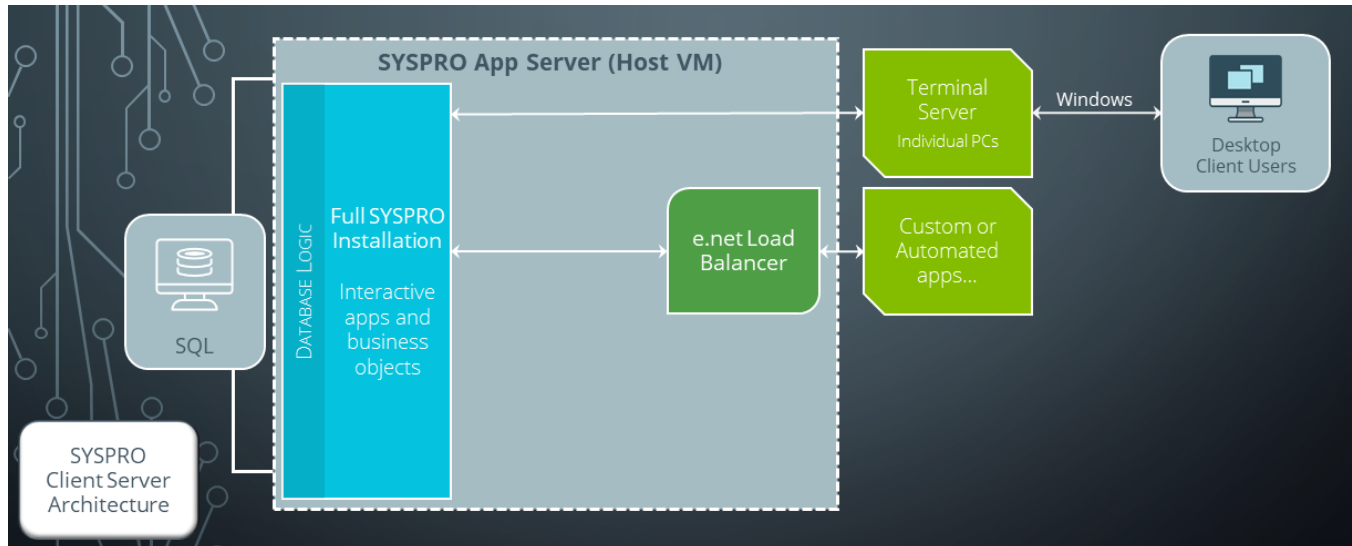 SYSPRO App Server (Host VM)
SQL
DATABASE LOGIC
Full SYSPRO
Installation
Interactive
apps and
business
objects
e.net Load
Balancer
Terminal
Server
Individual PCs
Windows
Desktop
Client Users
Custom or
Automated
apps...
SYSPRO
Client Server
Architecture